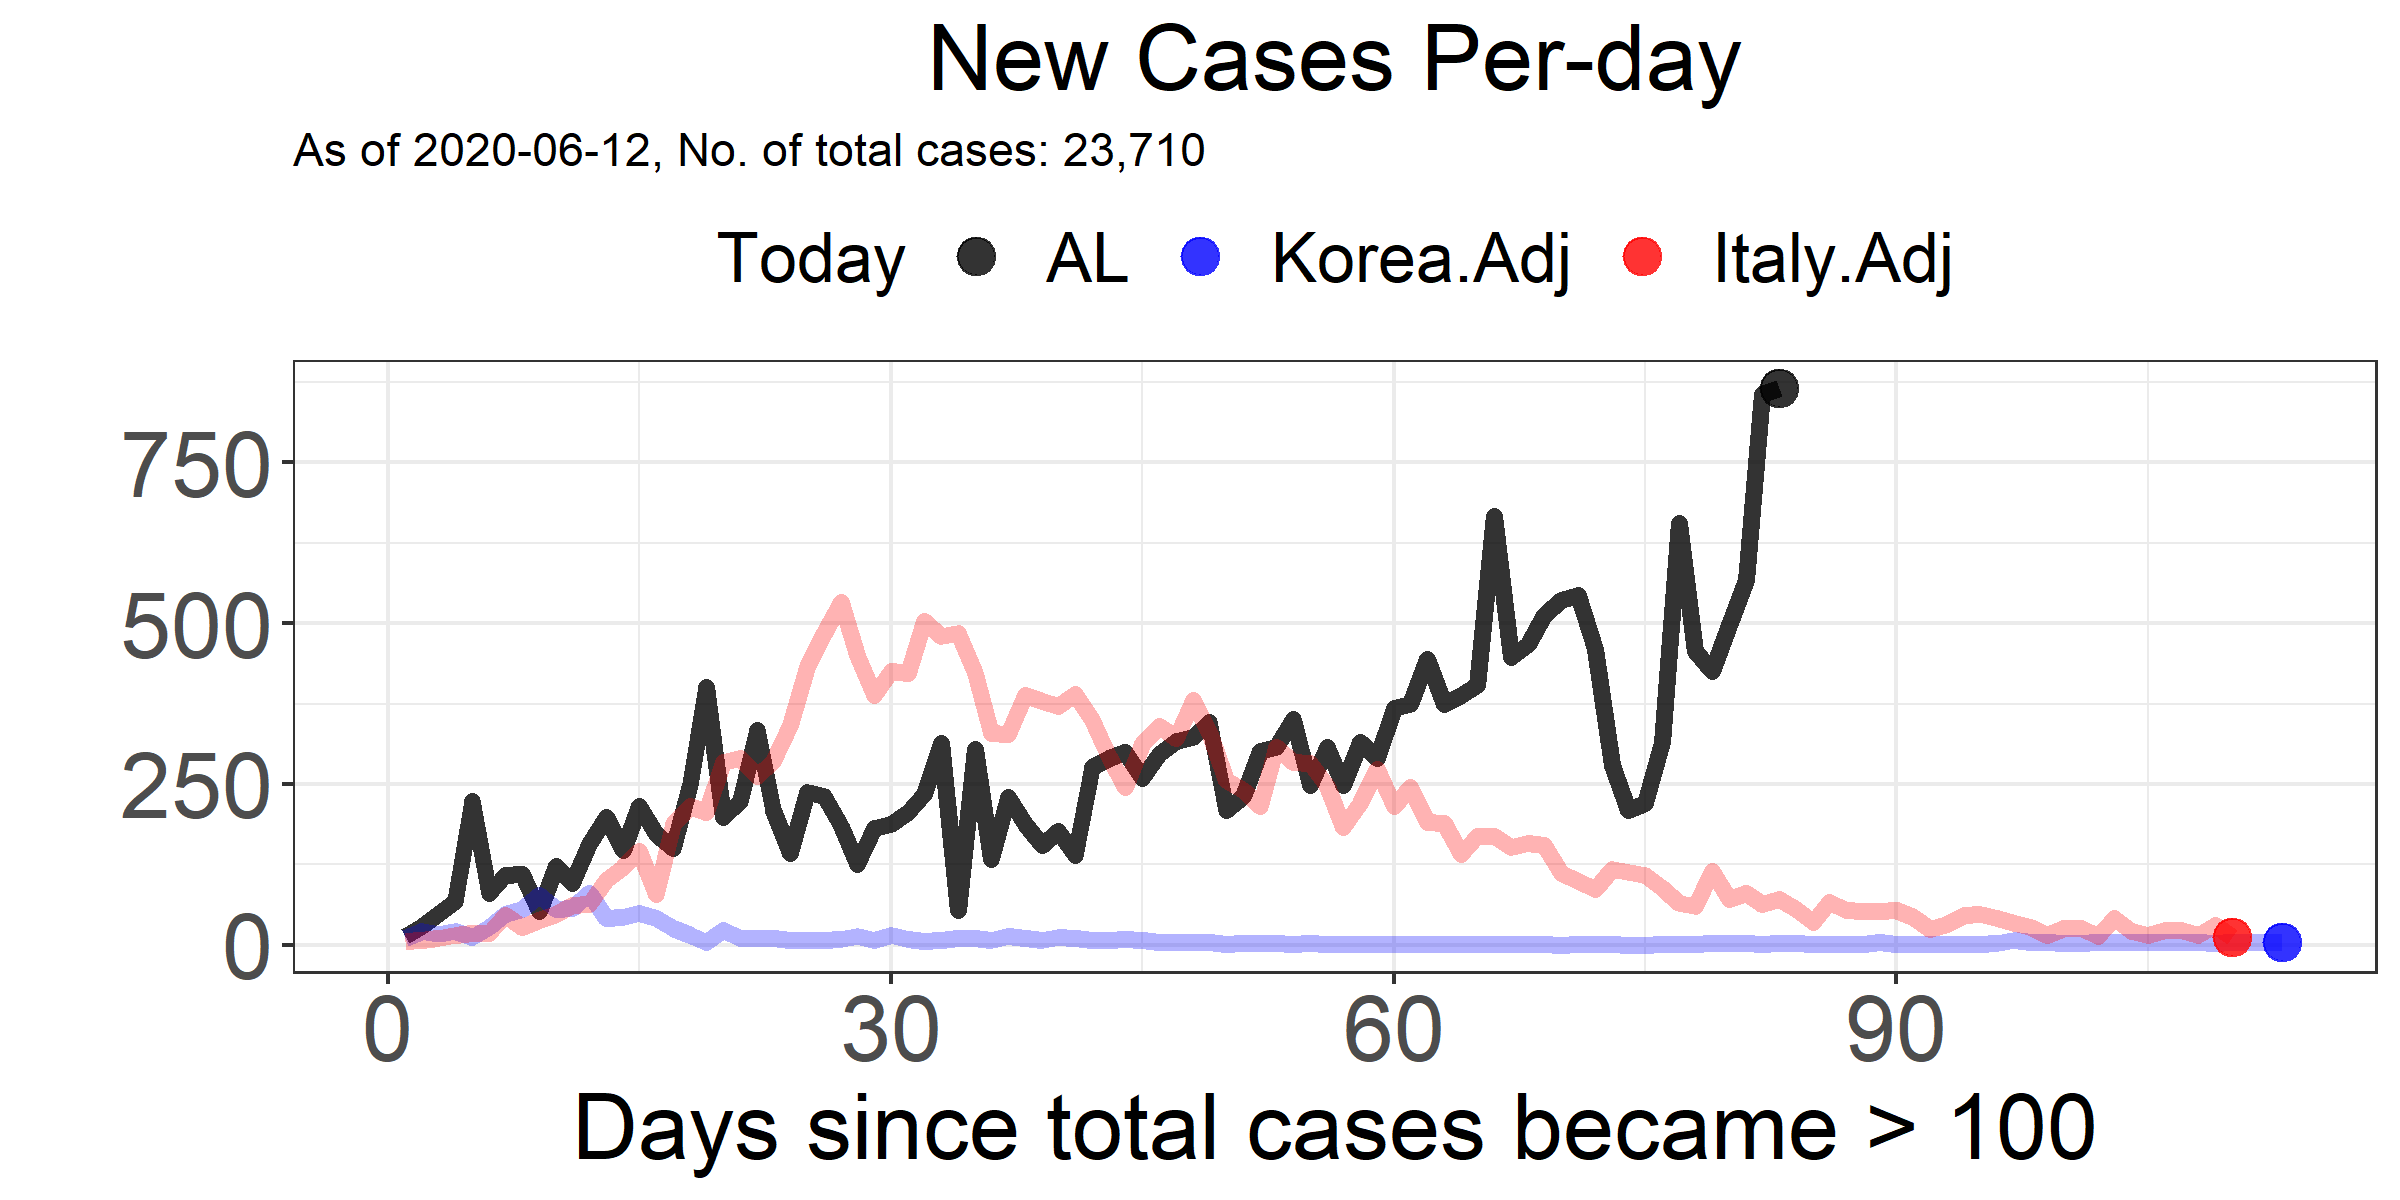 New Cases Per-day
As of 2020-06-12, No. of total cases: 23,710
Today AL Korea.Adj Italy.Adj
750
500
250
0
0 30 60 90
Days since total cases became > 100